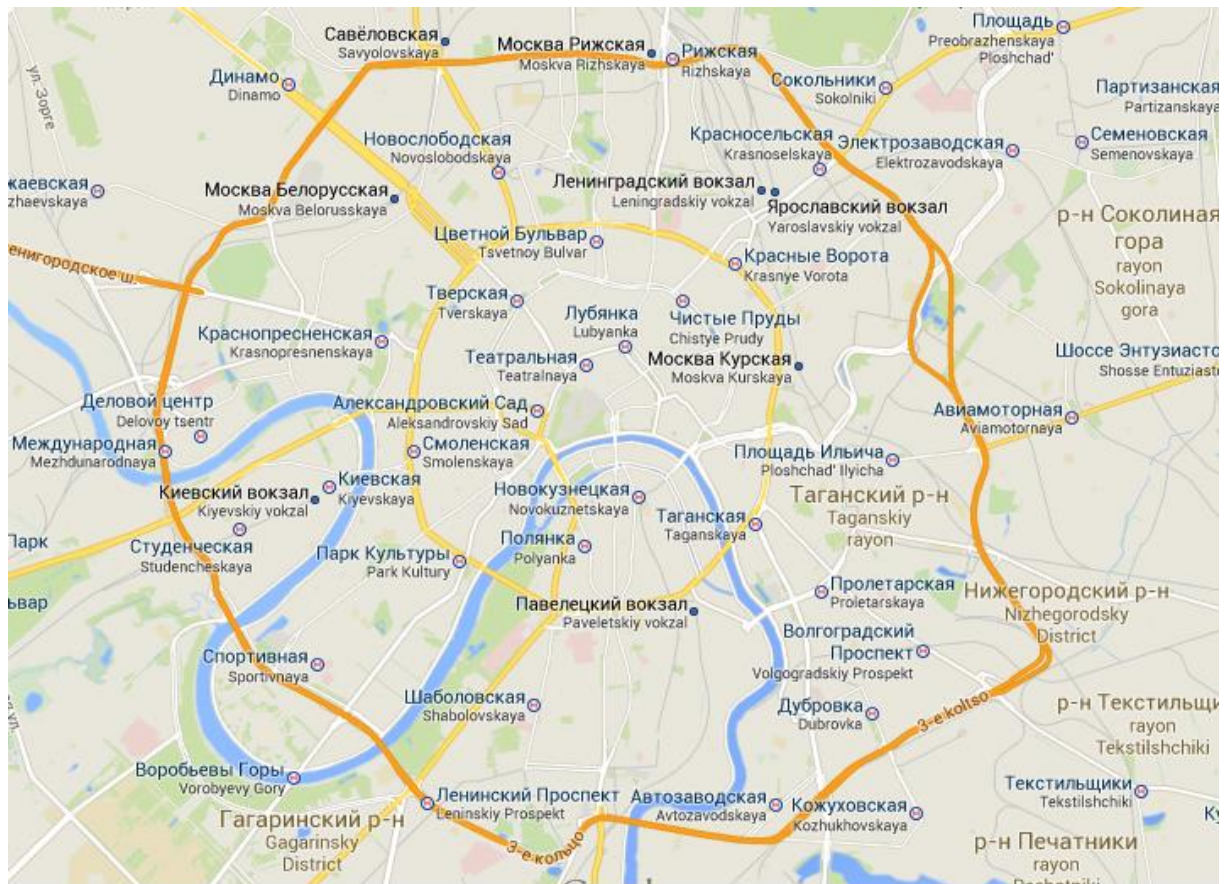 Савёловская
Savyolovskaya
Москва Рижская
Moskva Rizhskaya
Рижская
Rizhskaya
Площадь
Preobrazhenskaya
Ploshchad'
ул. Зорге
Динамо
Dinamo
Сокольники
Sokolniki
Партизанская
Partizanskaya
Новослободская
Novoslobodskaya
Красносельская
Krasnoselskaya
Электрозаводская
Elektrozavodskaya
Семеновская
Semenovskaya
жаевская
zhaevskaya
Москва Белорусская
Moskva Belorusskaya
Ленинградский вокзал
Leningradskiy vokzal
Ярославский вокзал
Yaroslavskiy vokzal
р-н Соколиная
гора
rayon
Sokolinaya
gora
Цветной Бульвар
Tsvetnoy Bulvar
Красные Ворота
Krasnye Vorota
енигородское ш.
Тверская
Tverskaya
Лубянка
Lubyanka
Чистые Пруды
Chistye Prudy
Краснопресненская
Krasnopresnenskaya
Театральная
Teatralnaya
Москва Курская
Moskva Kurskaya
Шоссе Энтузиасто
Shosse Entuziast
Деловой центр
Delovoy tsentr
Александровский Сад
Aleksandrovskiy Sad
Авиамоторная
Aviamotornaya
Международная
Mezhdunarodnaya
Смоленская
Smolenskaya
Площадь Ильича
Ploshchad' Ilyicha
Киевская
Kiyevskaya
Киевский вокзал
Kiyevskiy vokzal
Новокузнецкая
Novokuznetskaya
Таганский р-н
Taganskiy
rayon
Таганская
Taganskaya
Парк
Студенческая
Studencheskaya
Парк Культуры
Park Kultury
Полянка
Polyanka
Пролетарская
Proletarskaya
Нижегородский р-н
Nizhegorodsky
District
ьвар
Павелецкий вокзал
Paveletskiy vokzal
Волгоградский
Проспект
Volgogradskiy Prospekt
Спортивная
Sportivnaya
Шаболовская
Shabolovskaya
Дубровка
Dubrovka
3-e koltso
р-н Текстильщи
rayon
Tekstilshchiki
Воробьевы Горы
Vorobyevy Gory
Текстильщики
Tekstilshchiki
Ленинский Проспект
Leninskiy Prospekt
Автозаводская
Avtozavodskaya
Кожуховская
Kozhukhovskaya
Гагаринский р-н
Gagarinsky
District
3-е кольцо
р-н Печатники
rayon